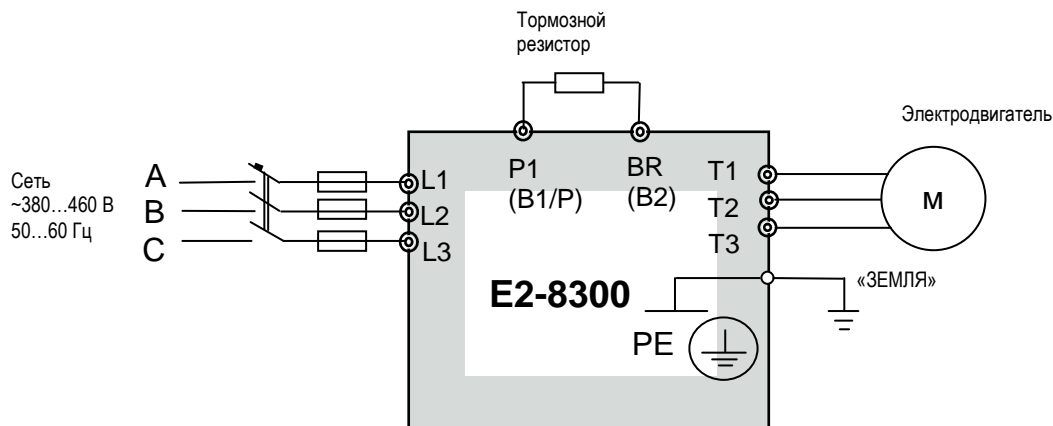 Тормозной
резистор
Электродвигатель
Сеть
~380...460 В
50...60 Гц
A
B
C
L1
L2
L3
P1
(B1/P)
BR
(B2)
T1
T2
T3
М
E2-8300
«ЗЕМЛЯ»
PE